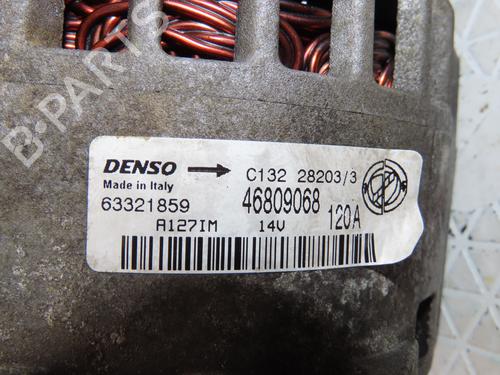 DENSO
C132 28203/3
Made in Italy
63321859
46809068
A127IM
14V
120A
B-PARTS